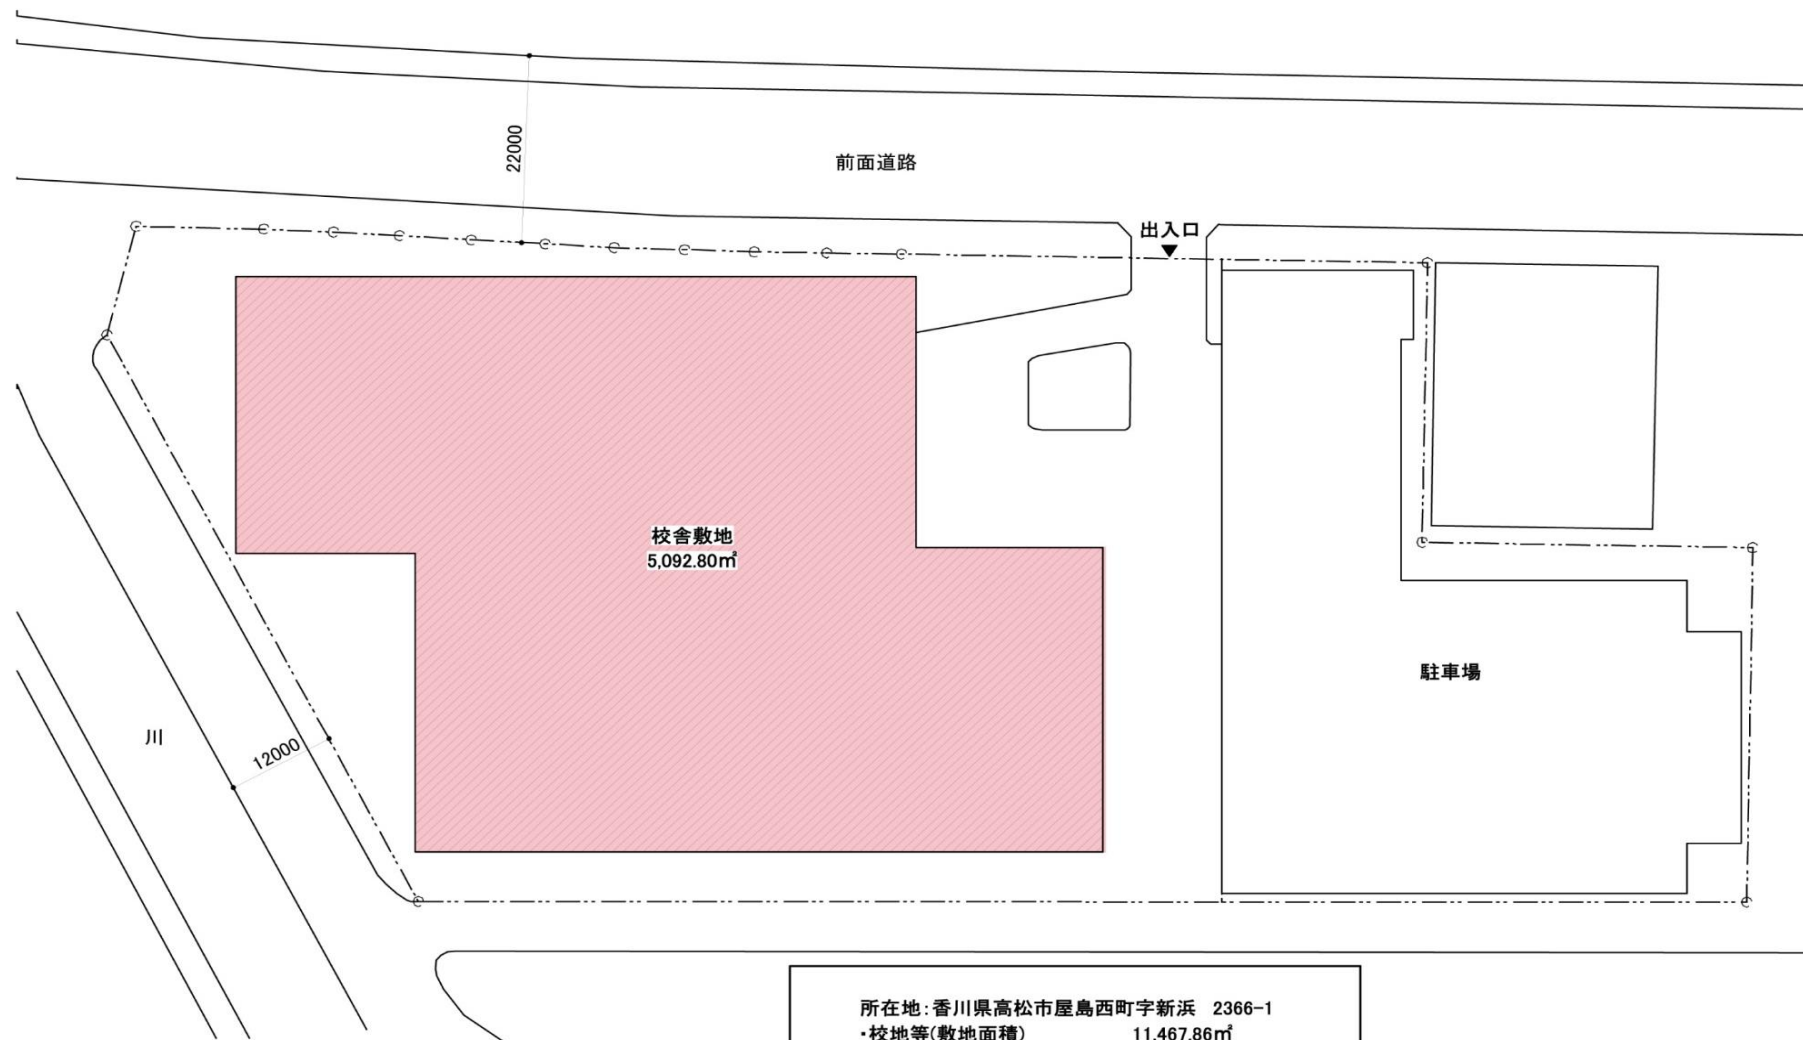 22000
前面道路
出入口
校舎敷地
5,092.80㎡
駐車場
川
12000
所在地:香川県高松市屋島西町字新浜 2366-1
・校地等(敷地面積) 11,467.86㎡